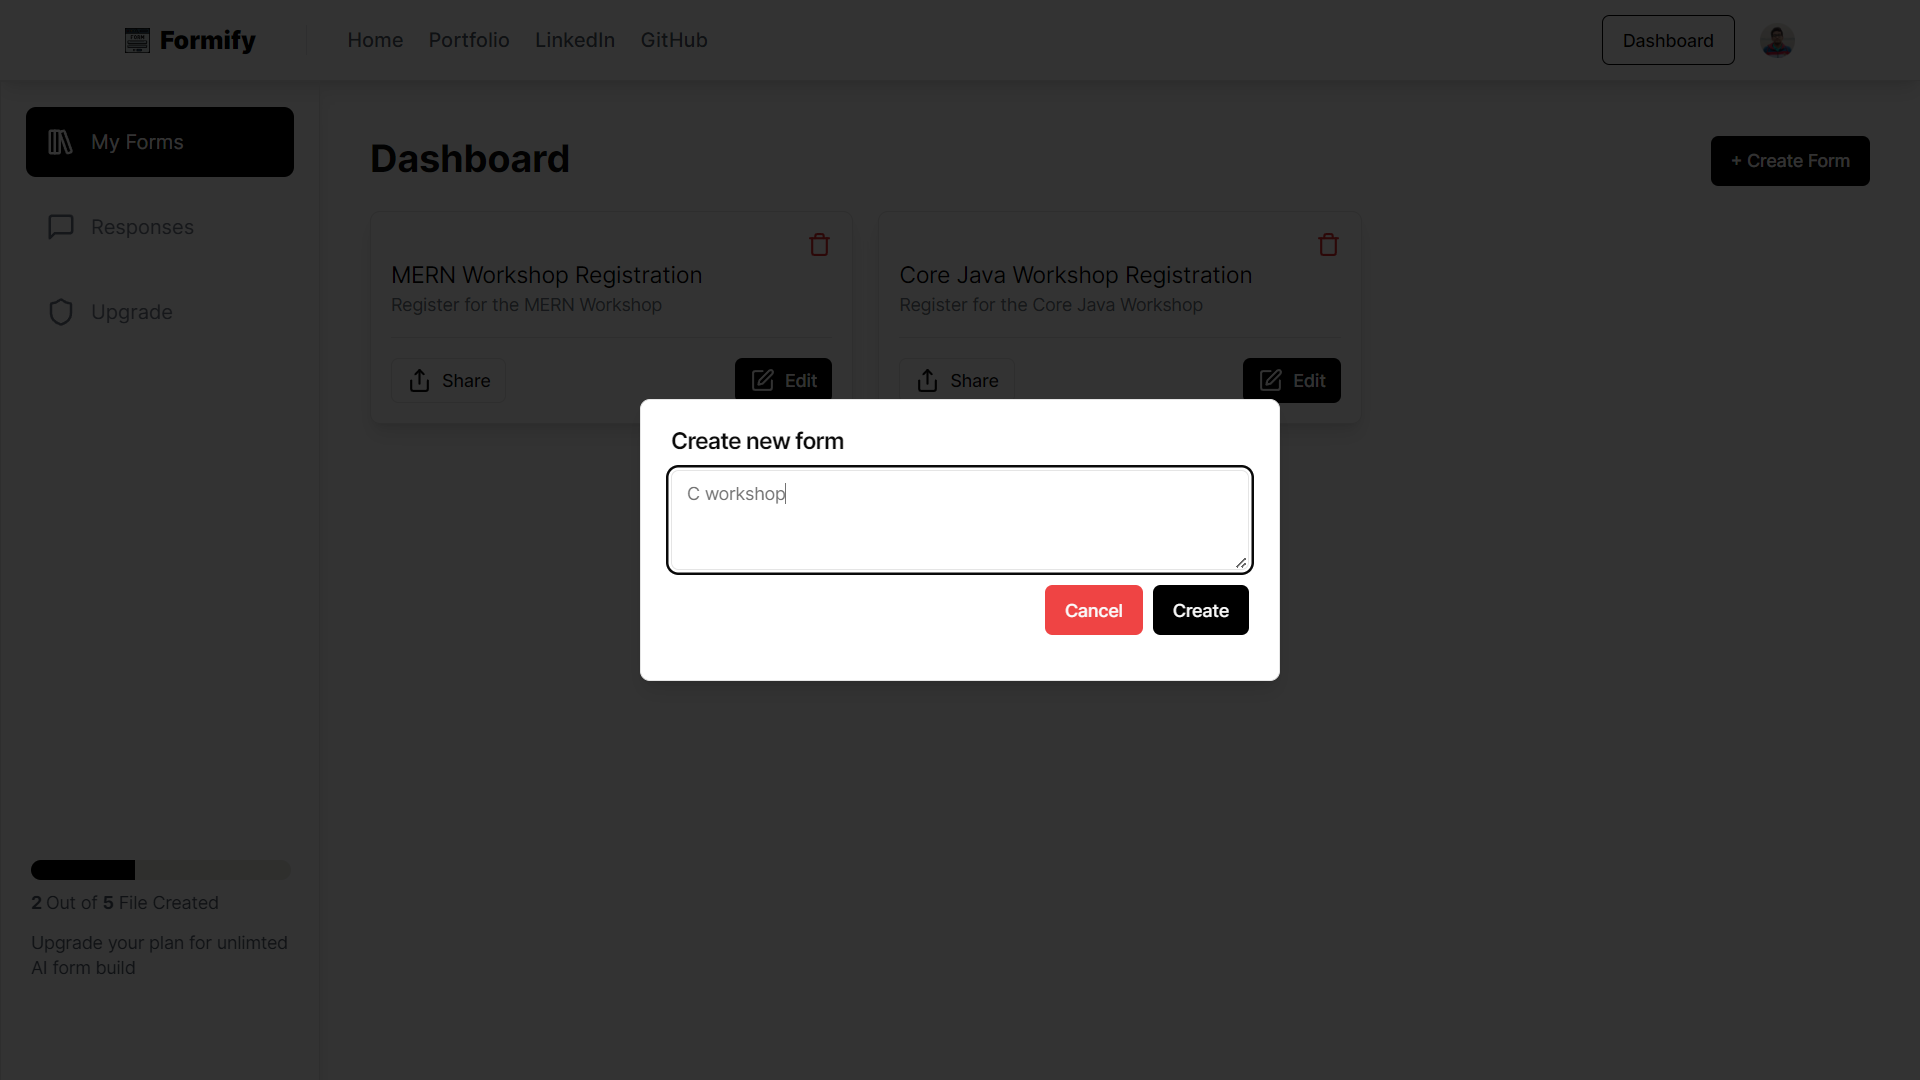 Formify
Home Portfolio LinkedIn GitHub
Dashboard
My Forms
Responses
Upgrade
Dashboard
+ Create Form
MERN Workshop Registration
Register for the MERN Workshop
Share
Edit
Core Java Workshop Registration
Register for the Core Java Workshop
Share
Edit
Create new form
C workshop
Cancel
Create
2 Out of 5 File Created
Upgrade your plan for unlimted
AI form build